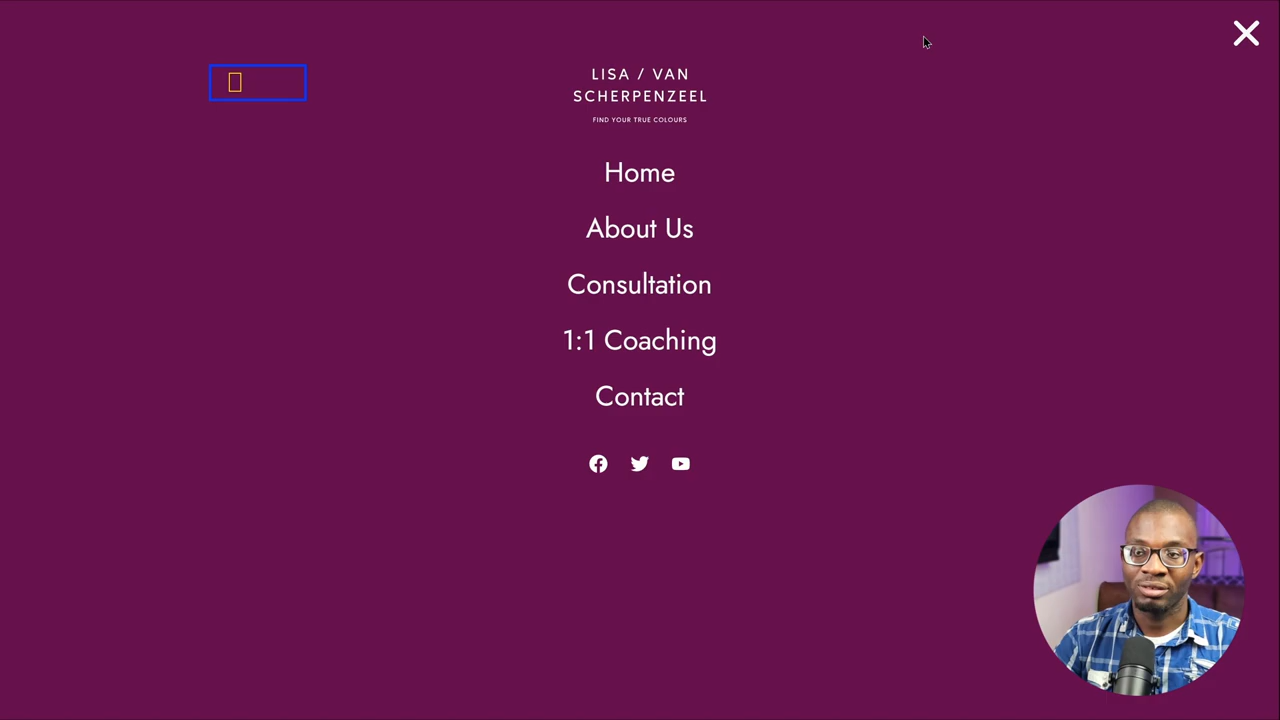 LISA / VAN
SCHERPENZEEL
FIND YOUR TRUE COLOURS
Home
About Us
Consultation
1:1 Coaching
Contact